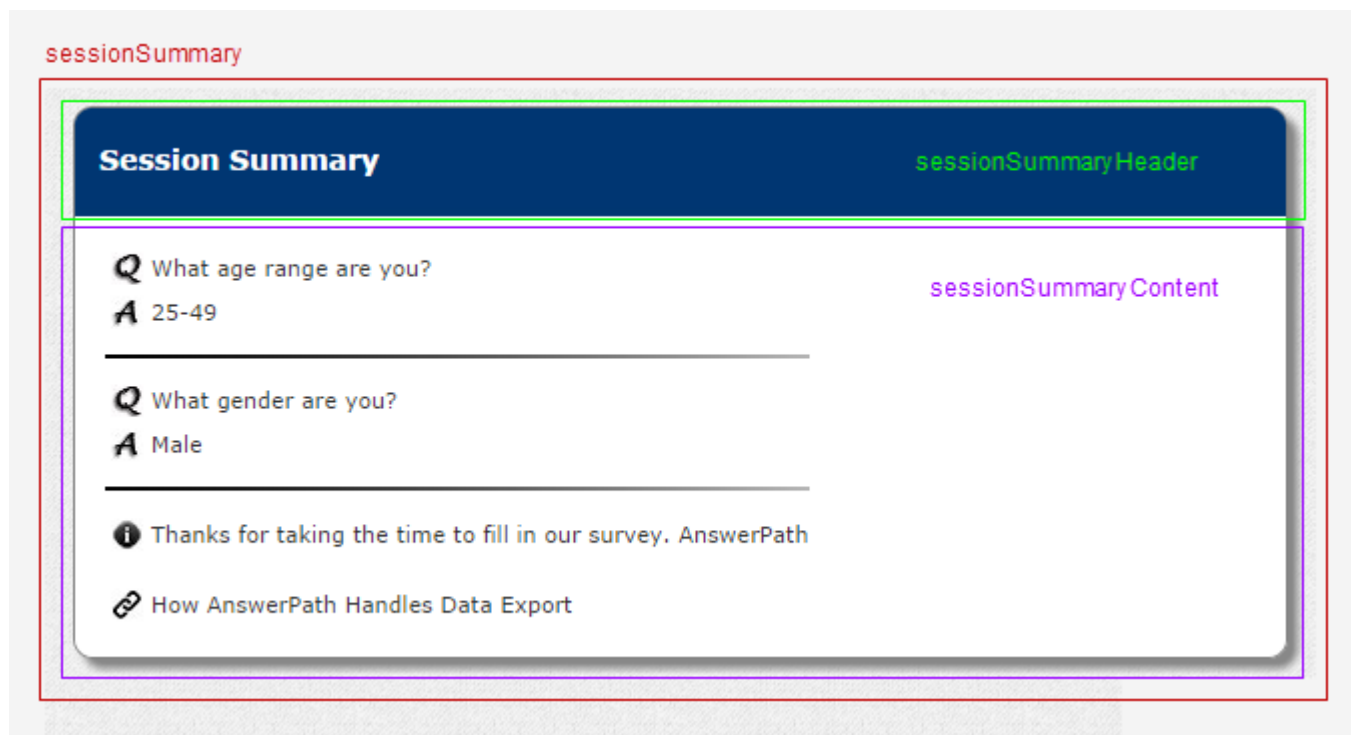 sessionSummary
Session Summary sessionSummaryHeader
Q What age range are you?
sessionSummaryContent
A 25-49
Q What gender are you?
A Male
Thanks for taking the time to fill in our survey. AnswerPath
How AnswerPath Handles Data Export